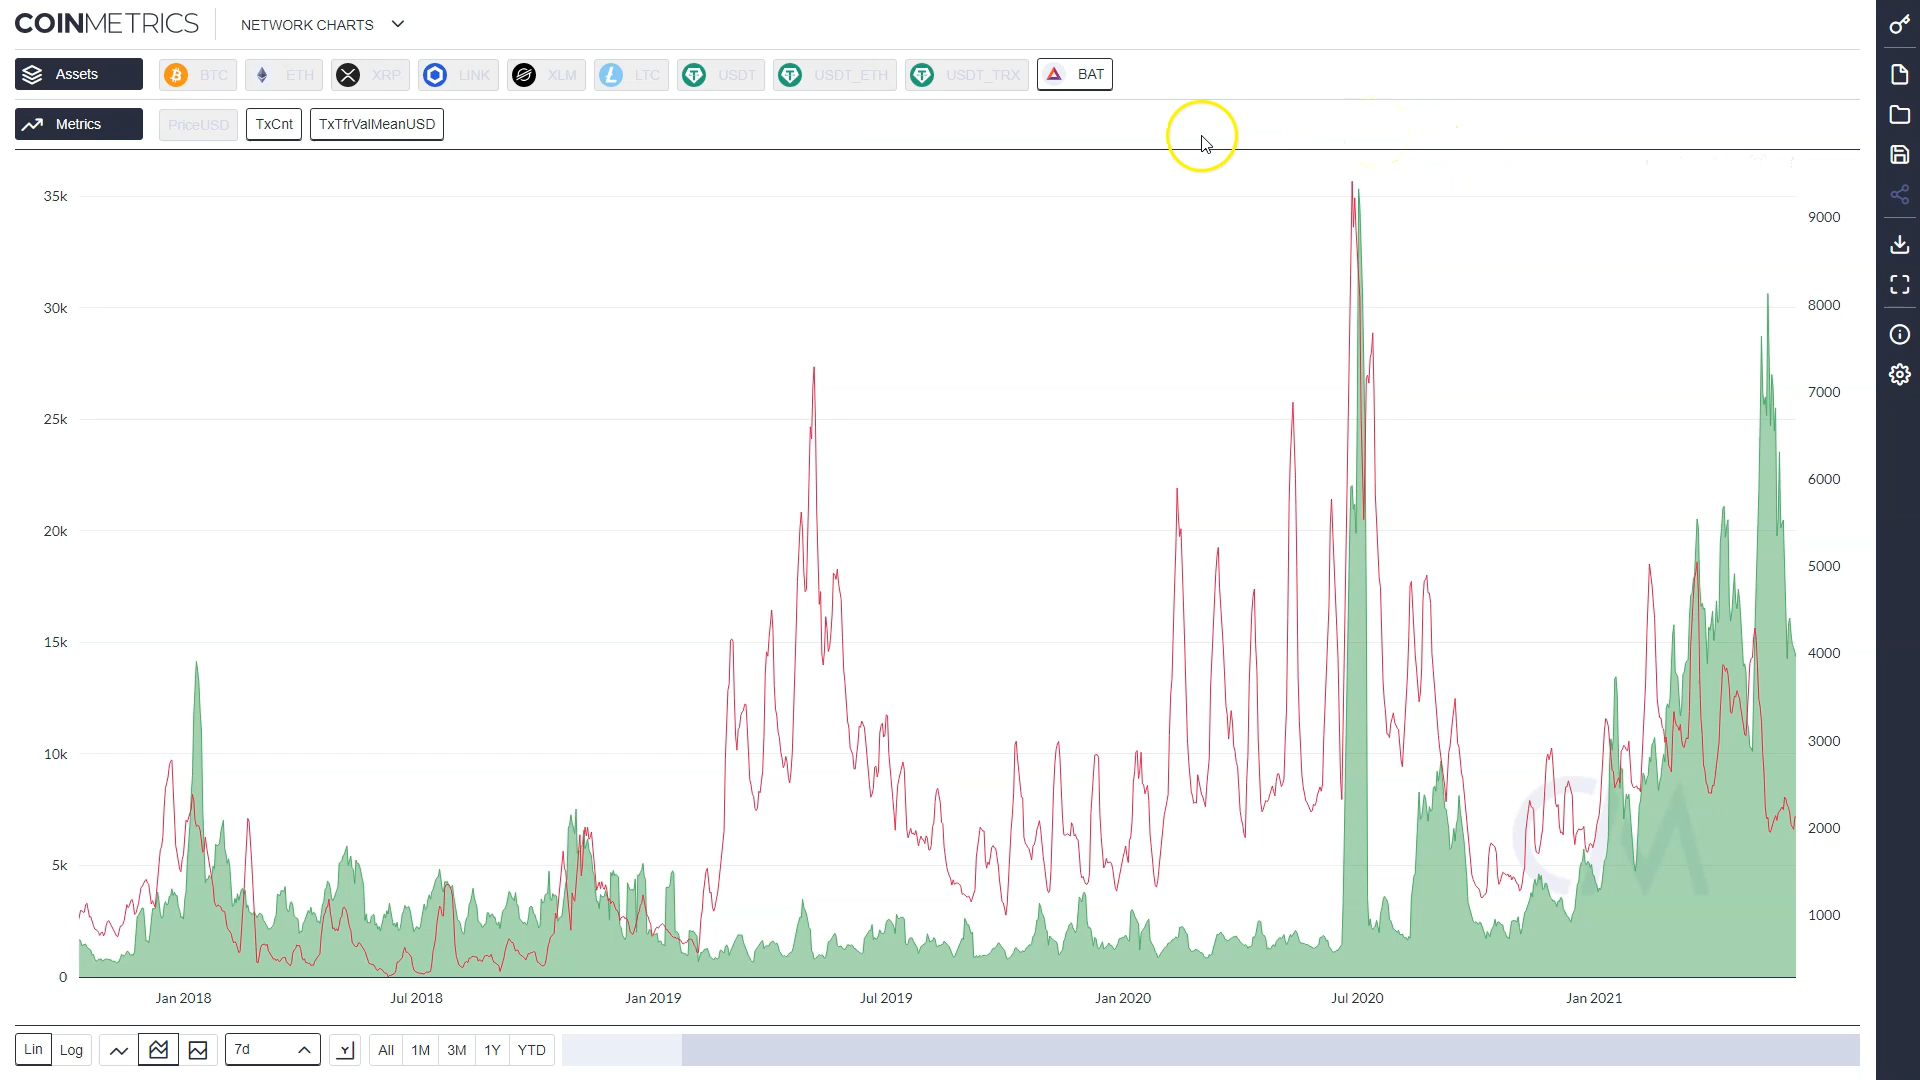 COINMETRICS NETWORK CHARTS
Assets BTC ETH XRP LINK XLM LTC USDT USDT_ETH USDT_TRX BAT
Metrics PriceUSD TxCnt TxTfrValMeanUSD
35k
9000
30k
8000
25k
7000
6000
20k
5000
15k
4000
10k
3000
2000
5k
1000
0
Jan 2018 Jul 2018 Jan 2019 Jul 2019 Jan 2020 Jul 2020 Jan 2021
CM
Lin Log 7d All 1M 3M 1Y YTD